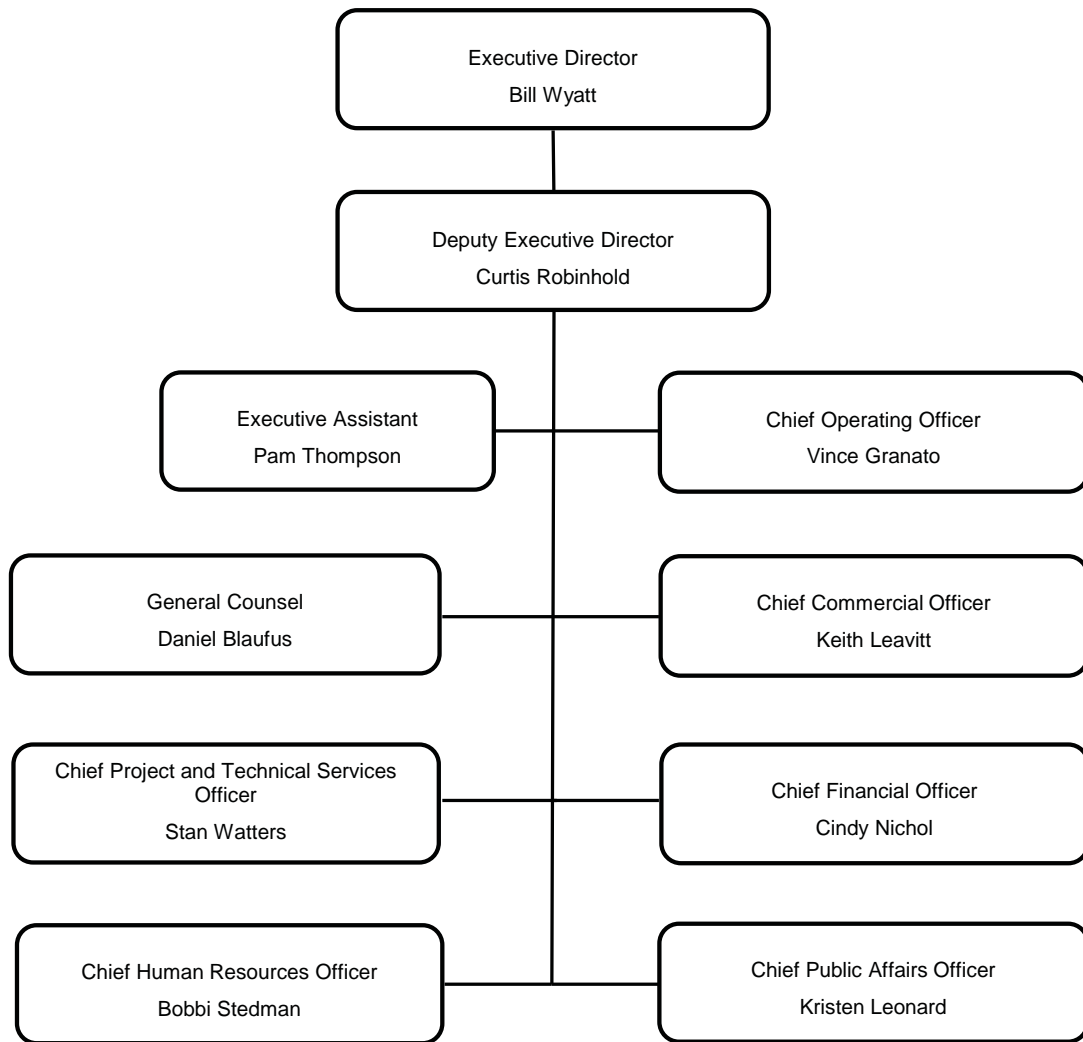 Executive Director
Bill Wyatt
Deputy Executive Director
Curtis Robinhold
Executive Assistant
Pam Thompson
Chief Operating Officer
Vince Granato
General Counsel
Daniel Blaufus
Chief Commercial Officer
Keith Leavitt
Chief Project and Technical Services
Officer
Stan Watters
Chief Financial Officer
Cindy Nichol
Chief Human Resources Officer
Bobbi Stedman
Chief Public Affairs Officer
Kristen Leonard